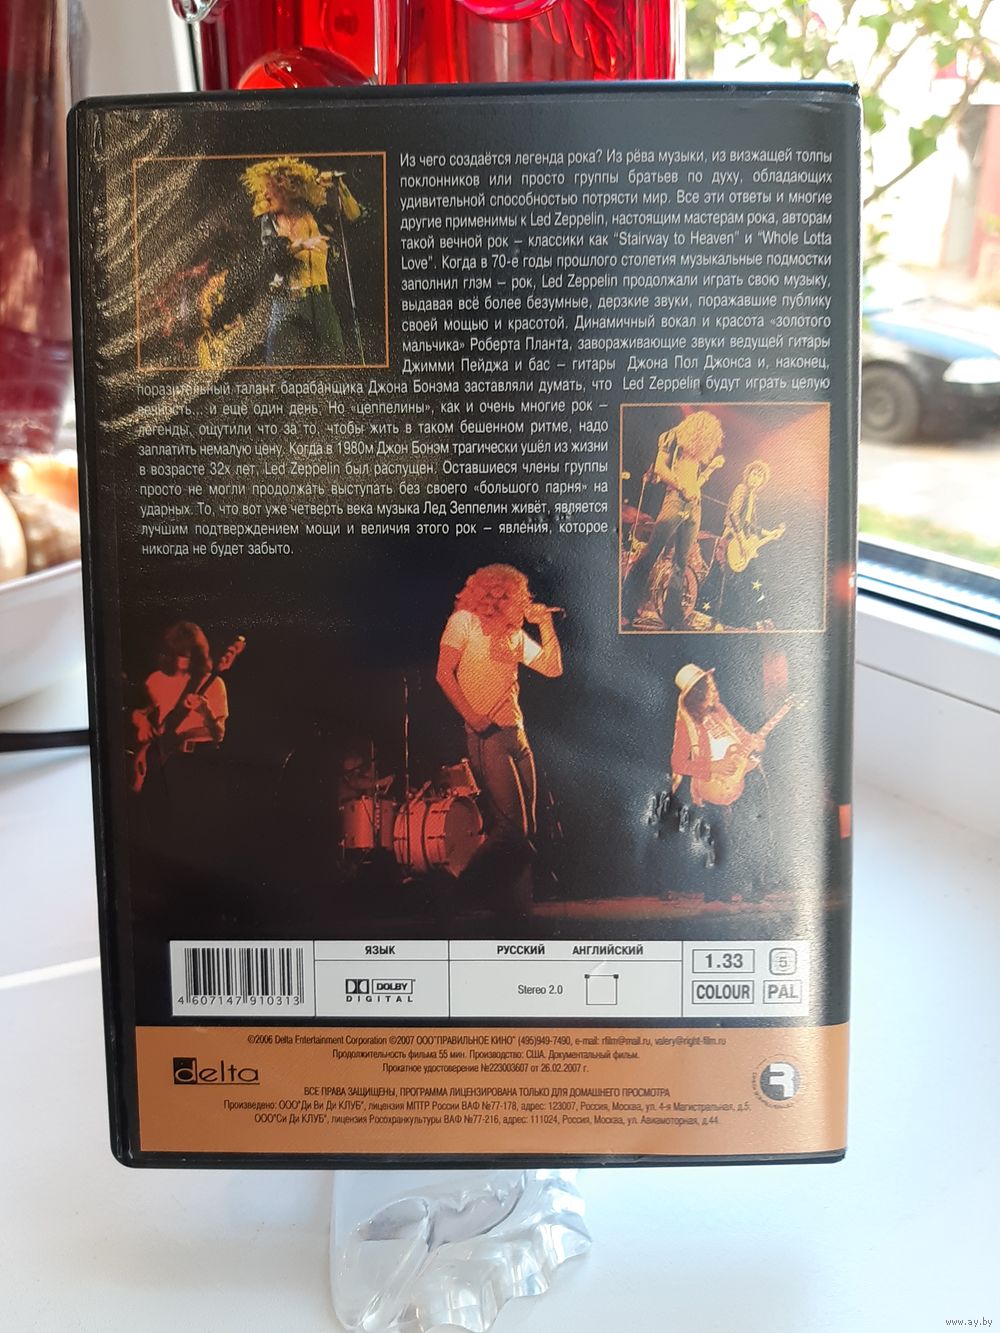 Из чего создаётся легенда рока? Из рёва музыки, из визжащей толпы
поклонников или просто группы братьев по духу, обладающих
удивительной способностью потрясти мир. Все эти ответы и многие
другие применимы к Led Zeppelin, настоящим мастерам рока, авторам
такой вечной рок – классики как “Stairway to Heaven” и “Whole Lotta
Love”. Когда в 70-е годы прошлого столетия музыкальные подмостки
заполнил глэм – рок, Led Zeppelin продолжали играть свою музыку,
выдавая всё более безумные, дерзкие звуки, поражавшие публику
своей мощью и красотой. Динамичный вокал и красота «золотого
мальчика» Роберта Планта, завораживающие звуки ведущей гитары
Джимми Пейджа и бас – гитары Джона Пол Джонса и, наконец,
поразительный талант барабанщика Джона Бонэма заставляли думать, что Led Zeppelin будут играть целую
вечность... и ещё один день. Но «цеппелины», как и очень многие рок –
легенды, ощутили что за то, чтобы жить в таком бешенном ритме, надо
заплатить немалую цену. Когда в 1980м Джон Бонэм трагически ушёл из жизни
в возрасте 32х лет, Led Zeppelin был распущен. Оставшиеся члены группы
просто не могли продолжать выступать без своего «большого парня» на
ударных. То, что вот уже четверть века музыка Лед Зеппелин живёт, является
лучшим подтверждением мощи и величия этого рок – явления, которое
никогда не будет забыто.
ЯЗЫК
РУССКИЙ АНГЛИЙСКИЙ
DOLBY
DIGITAL
Stereo 2.0
1.33 5
COLOUR PAL
4 607147 910313
©2006 Delta Entertainment Corporation ©2007 ООО"ПРАВИЛЬНОЕ КИНО" (495)949-7490, e-mail: rfilm@mail.ru, valery@right-film.ru
Продолжительность фильма 55 мин. Производство: США. Документальный фильм.
Прокатное удостоверение №223003607 от 26.02.2007 г.
delta
ВСЕ ПРАВА ЗАЩИЩЕНЫ, ПРОГРАММА ЛИЦЕНЗИРОВАНА ТОЛЬКО ДЛЯ ДОМАШНЕГО ПРОСМОТРА
Произведено: ООО"Ди Ви Ди КЛУБ", лицензия МПТР России ВАФ №77-178, адрес: 123007, Россия, Москва, ул. 4-я Магистральная, д.5,
ООО"Си Ди КЛУБ", лицензия Росохранкультуры ВАФ №77-216, адрес: 111024, Россия, Москва, ул. Авиамоторная, д.44.
www.ay.by